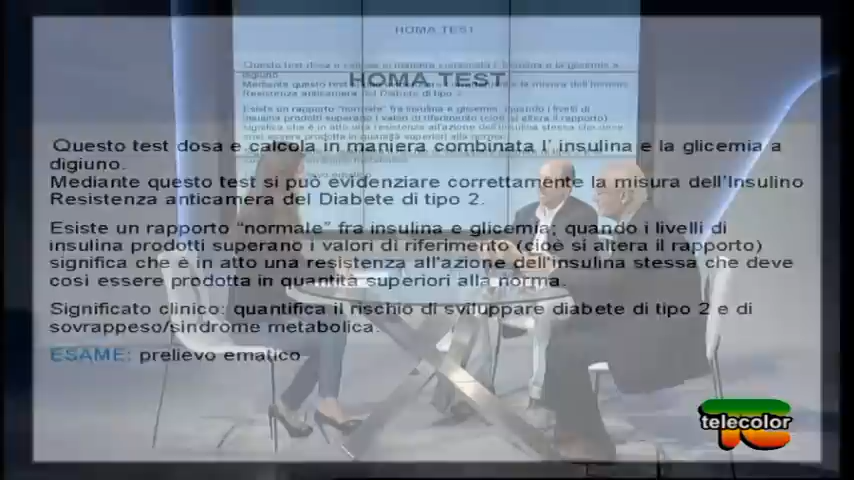 HOMA TEST
HOMA TEST
Questo test dosa e calcola in maniera combinata l' insulina e la glicemia a
digiuno.
Mediante questo test si può evidenziare correttamente la misura dell'Insulino
Resistenza anticamera del Diabete di tipo 2.
Esiste un rapporto "normale" fra insulina e glicemia; quando i livelli di
insulina prodotti superano i valori di riferimento (cioè si altera il rapporto)
significa che è in atto una resistenza all'azione dell'insulina stessa che deve
così essere prodotta in quantità superiori alla norma.
Significato clinico: quantifica il rischio di sviluppare diabete di tipo 2 e di
sovrappeso/sindrome metabolica.
ESAME: prelievo ematico
telecolor